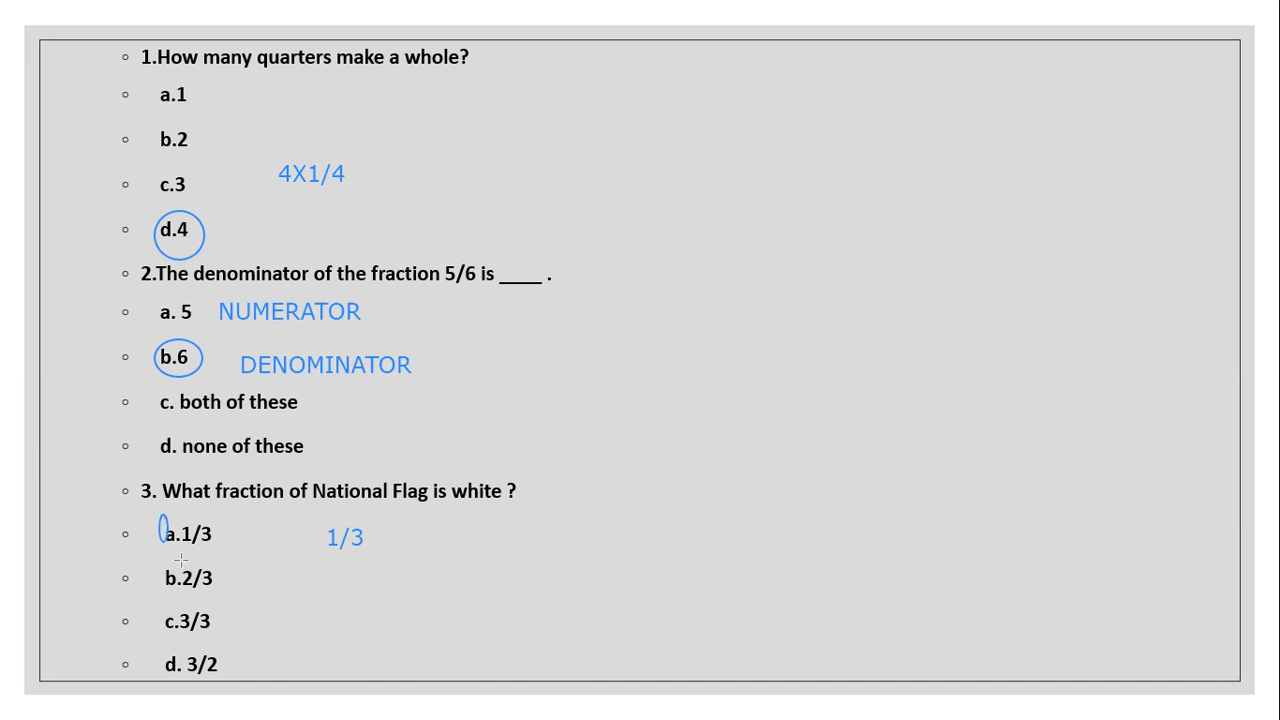 1.How many quarters make a whole?
a.1
b.2
4X1/4
c.3
d.4
2.The denominator of the fraction 5/6 is ____ .
a. 5 NUMERATOR
b.6 DENOMINATOR
c. both of these
d. none of these
3. What fraction of National Flag is white ?
a.1/3 1/3
b.2/3
c.3/3
d. 3/2